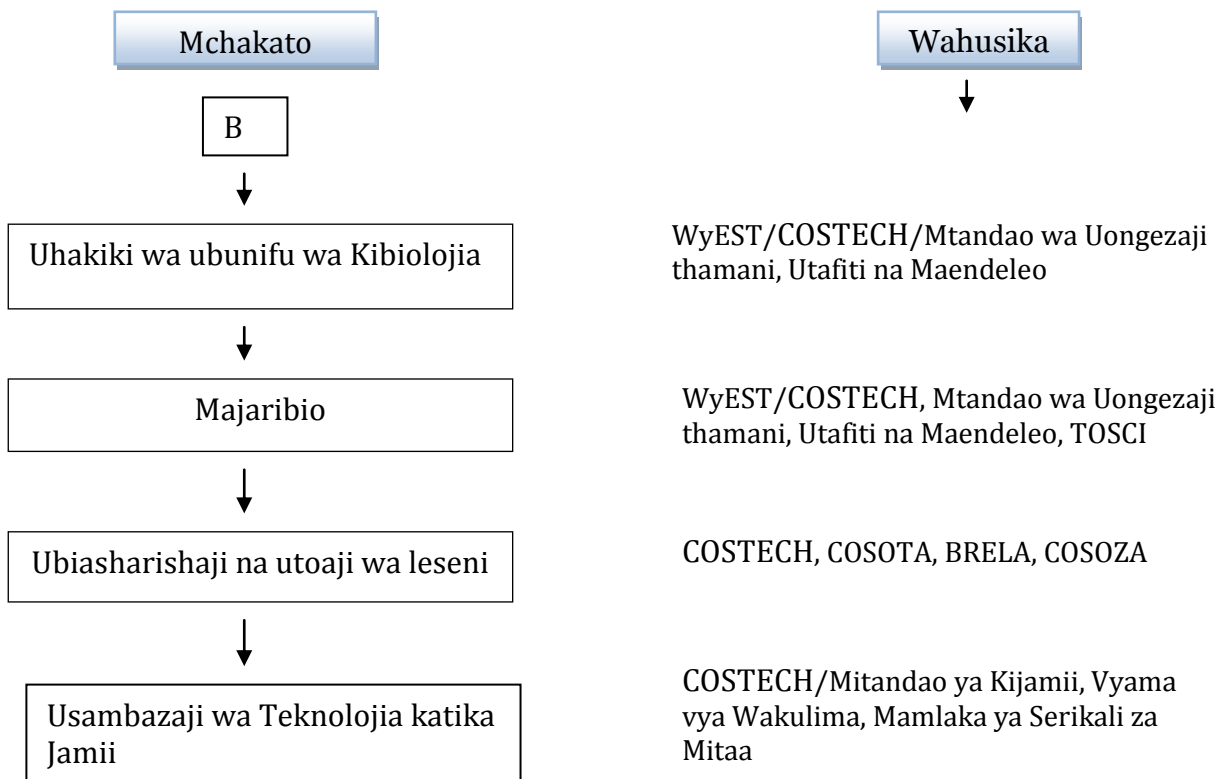 Mchakato
Wahusika
B
Uhakiki wa ubunifu wa Kibiolojia
WyEST/COSTECH/Mtandao wa Uongezaji
thamani, Utafiti na Maendeleo
Majaribio
WyEST/COSTECH, Mtandao wa Uongezaji
thamani, Utafiti na Maendeleo, TOSCI
Ubiasharishaji na utoaji wa leseni
COSTECH, COSOTA, BRELA, COSOZA
Usambazaji wa Teknolojia katika
Jamii
COSTECH/Mitandao ya Kijamii, Vyama
vya Wakulima, Mamlaka ya Serikali za
Mitaa